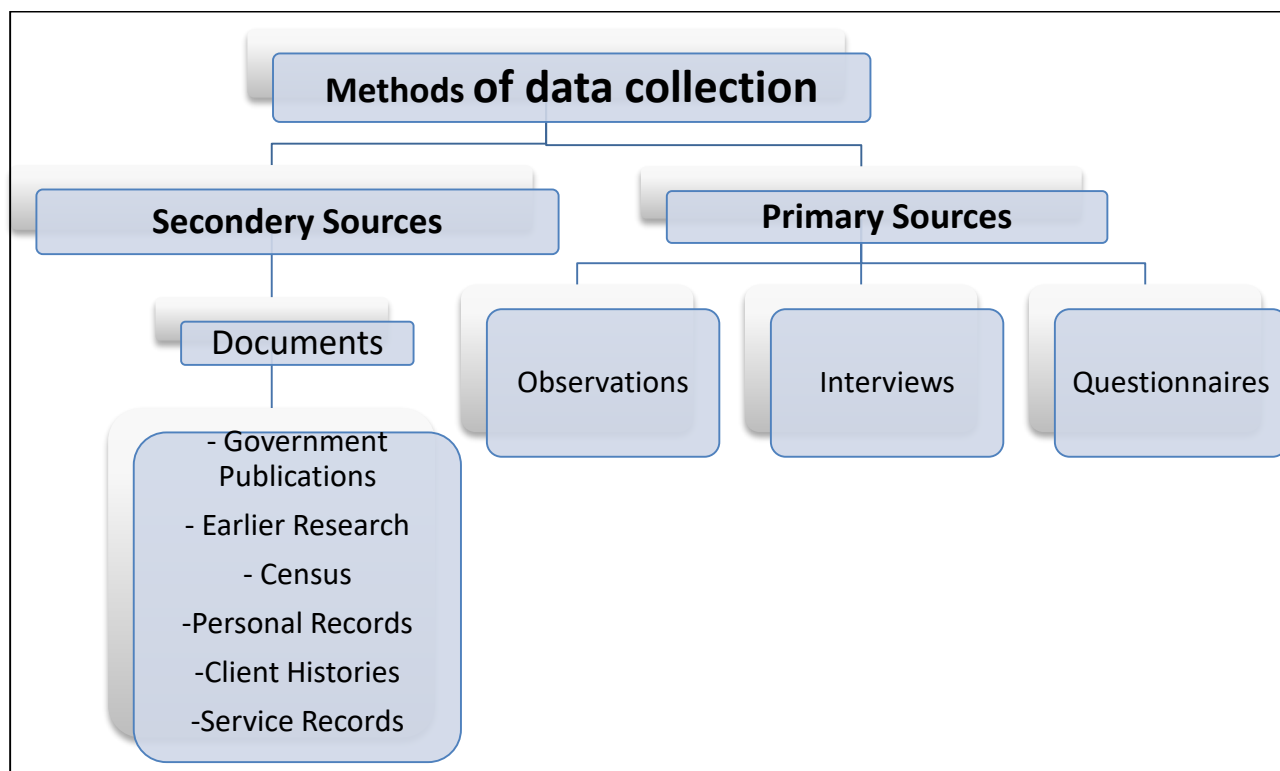 Methods of data collection
Secondery Sources
Primary Sources
Documents
Observations
Interviews
Questionnaires
- Government
Publications
- Earlier Research
- Census
-Personal Records
-Client Histories
-Service Records